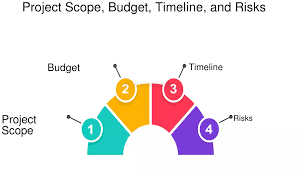 Project Scope, Budget, Timeline, and Risks
Budget
Timeline
2
3
Project
Scope
1
4
Risks